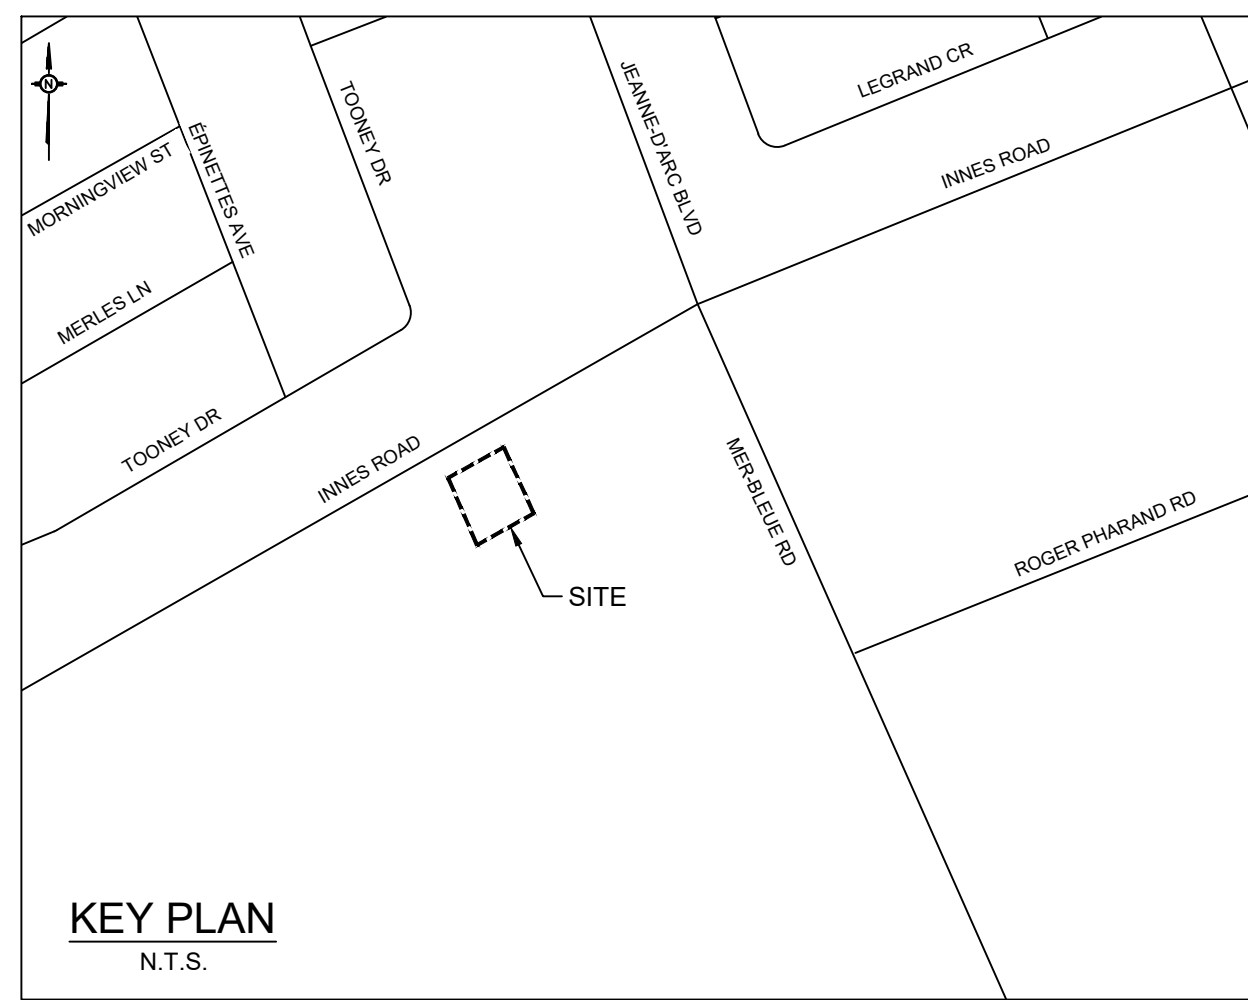 N
MORNINGVIEW ST
ÉPINETTES AVE
TOONEY DR
JEANNE-D'ARC BLVD
LEGRAND CR
INNES ROAD
MERLES LN
TOONEY DR
INNES ROAD
MER-BLEUE RD
ROGER PHARAND RD
SITE
KEY PLAN
N.T.S.